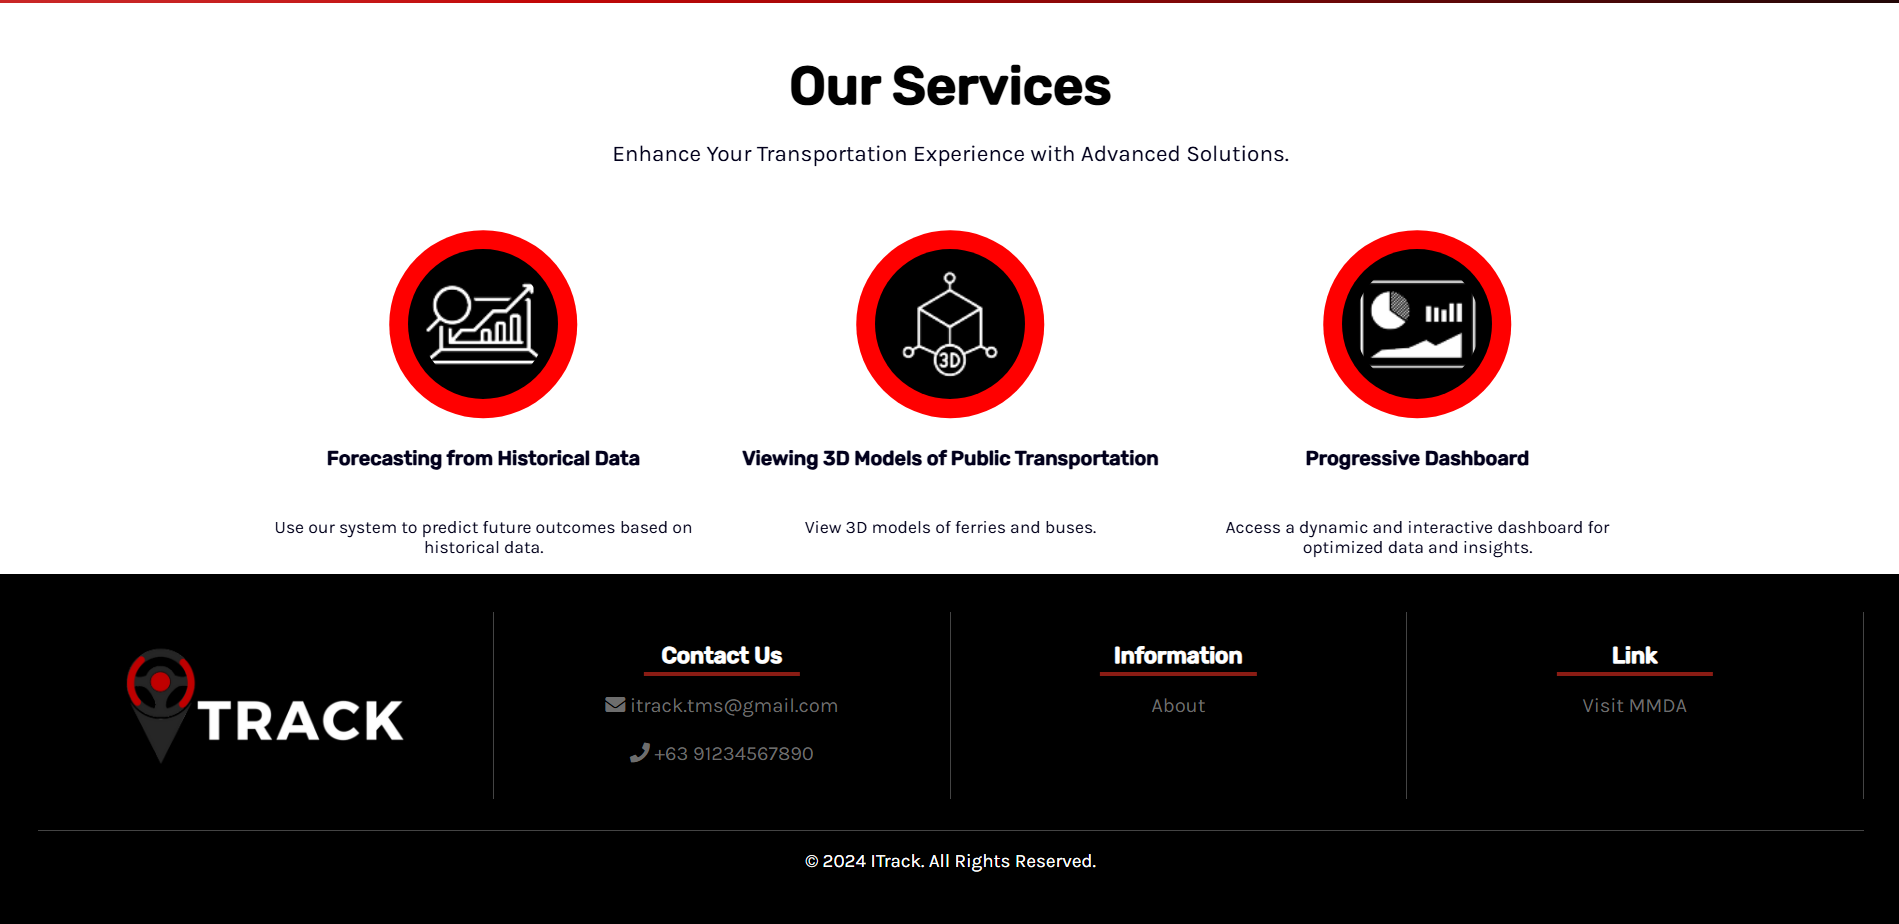 Our Services
Enhance Your Transportation Experience with Advanced Solutions.
3D
Forecasting from Historical Data
Viewing 3D Models of Public Transportation
Progressive Dashboard
Use our system to predict future outcomes based on
historical data.
View 3D models of ferries and buses.
Access a dynamic and interactive dashboard for
optimized data and insights.
TRACK
Contact Us
itrack.tms@gmail.com
+63 91234567890
Information
About
Link
Visit MMDA
© 2024 ITrack. All Rights Reserved.